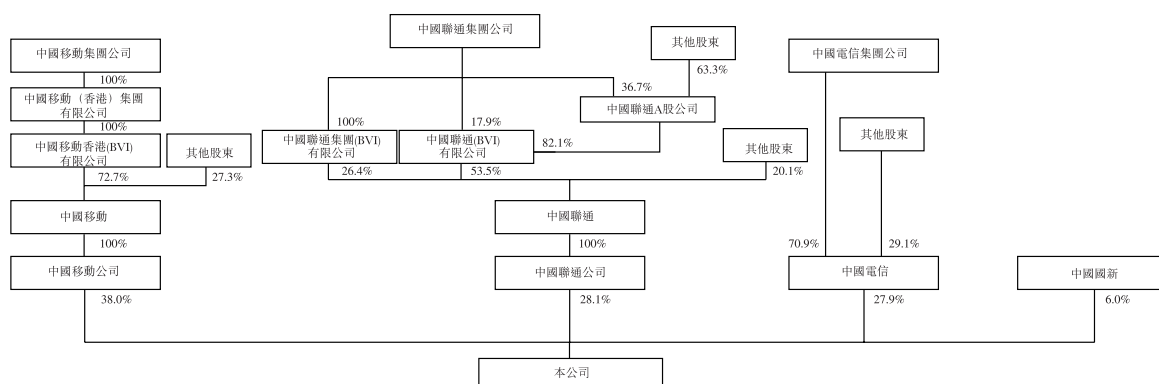 中國聯通集團公司
中國移動集團公司
其他股東
中國電信集團公司
100%
63.3%
36.7%
中國移動（香港）集團
有限公司
中國聯通A股公司
100%
100%
17.9%
中國移動香港(BVI)
有限公司
其他股東
中國聯通集團(BVI)
有限公司
中國聯通(BVI)
有限公司
82.1%
其他股東
其他股東
72.7%
27.3%
26.4%
53.5%
20.1%
中國移動
中國聯通
100%
100%
70.9%
29.1%
中國移動公司
中國聯通公司
中國電信
中國國新
38.0%
28.1%
27.9%
6.0%
本公司